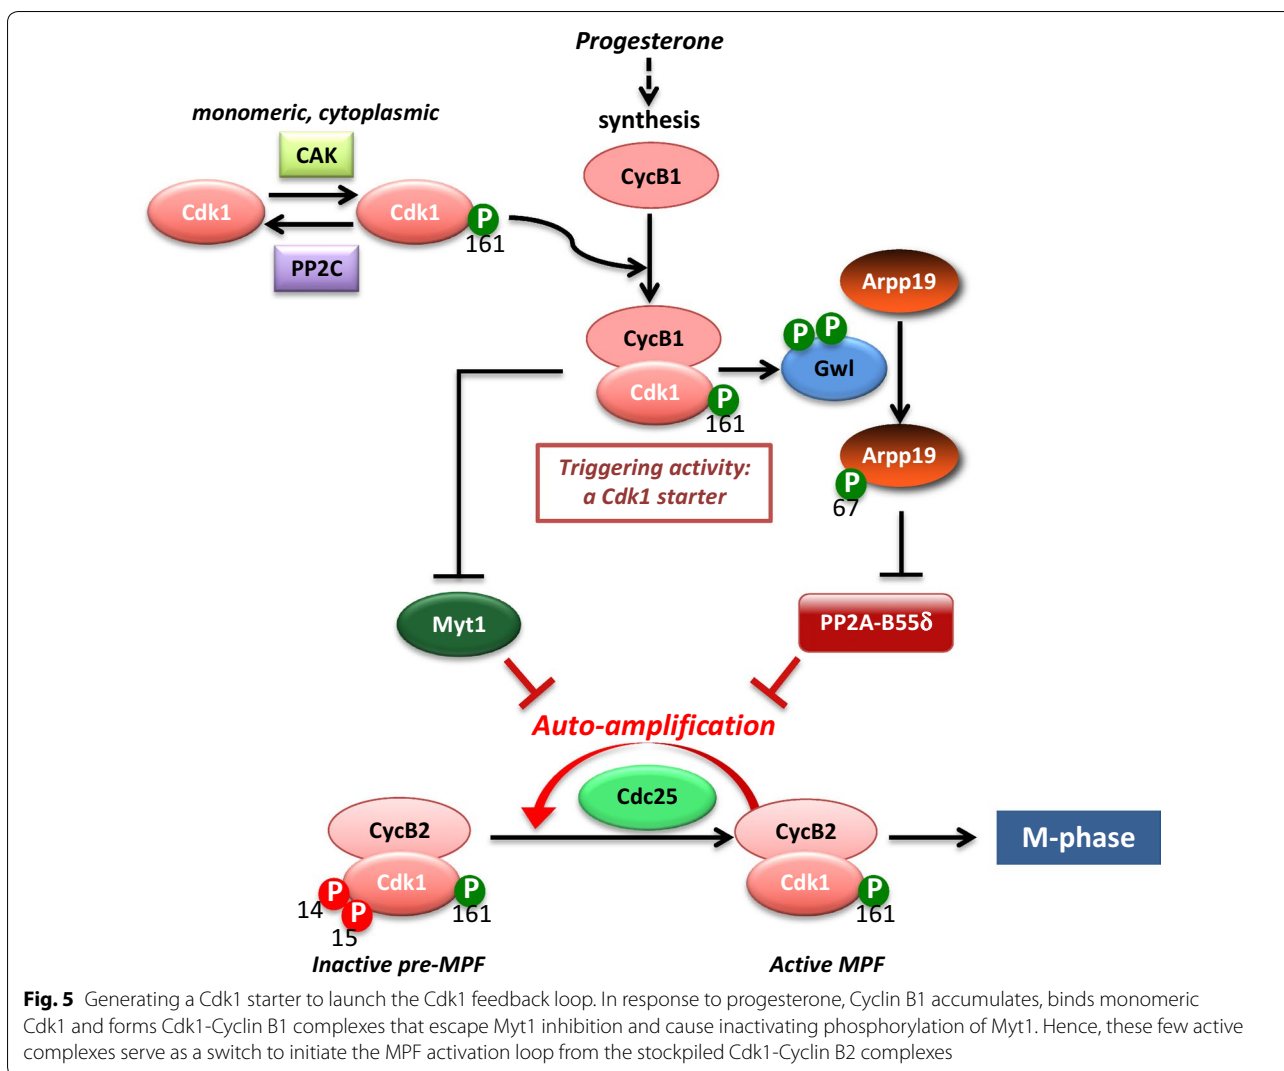 Progesterone
synthesis
monomeric, cytoplasmic
CAK
CycB1
Cdk1
Cdk1
P
161
PP2C
Arpp19
CycB1
P
P
Gwl
Cdk1
P
161
Triggering activity:
a Cdk1 starter
Arpp19
P
67
Myt1
PP2A-B55δ
Auto-amplification
Cdc25
CycB2
CycB2
M-phase
Cdk1
P
161
P
14
P
15
Cdk1
P
161
Inactive pre-MPF
Active MPF
Fig. 5 Generating a Cdk1 starter to launch the Cdk1 feedback loop. In response to progesterone, Cyclin B1 accumulates, binds monomeric
Cdk1 and forms Cdk1-Cyclin B1 complexes that escape Myt1 inhibition and cause inactivating phosphorylation of Myt1. Hence, these few active
complexes serve as a switch to initiate the MPF activation loop from the stockpiled Cdk1-Cyclin B2 complexes